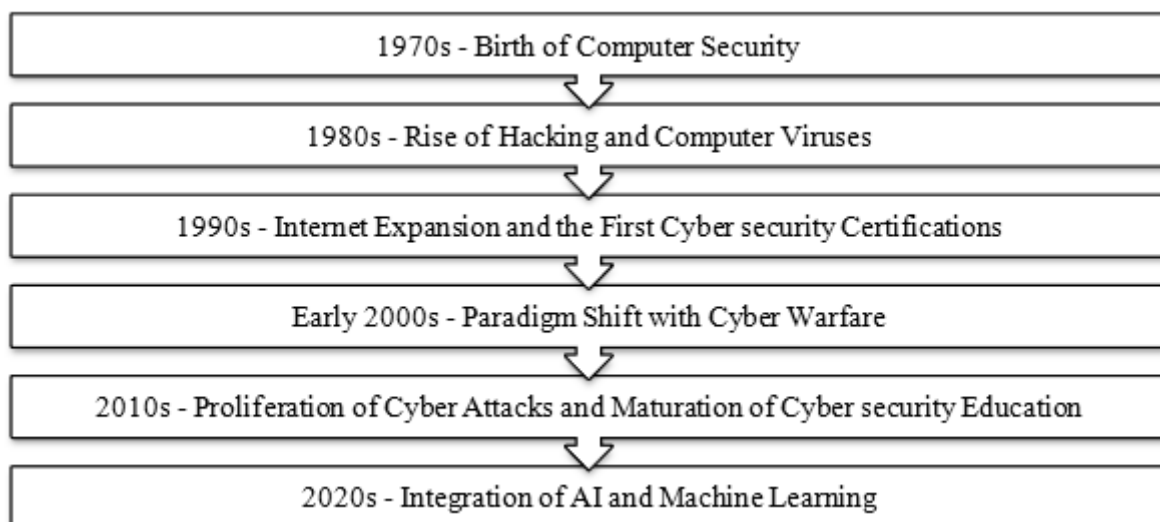 1970s - Birth of Computer Security
1980s - Rise of Hacking and Computer Viruses
1990s - Internet Expansion and the First Cyber security Certifications
Early 2000s - Paradigm Shift with Cyber Warfare
2010s - Proliferation of Cyber Attacks and Maturation of Cyber security Education
2020s - Integration of AI and Machine Learning